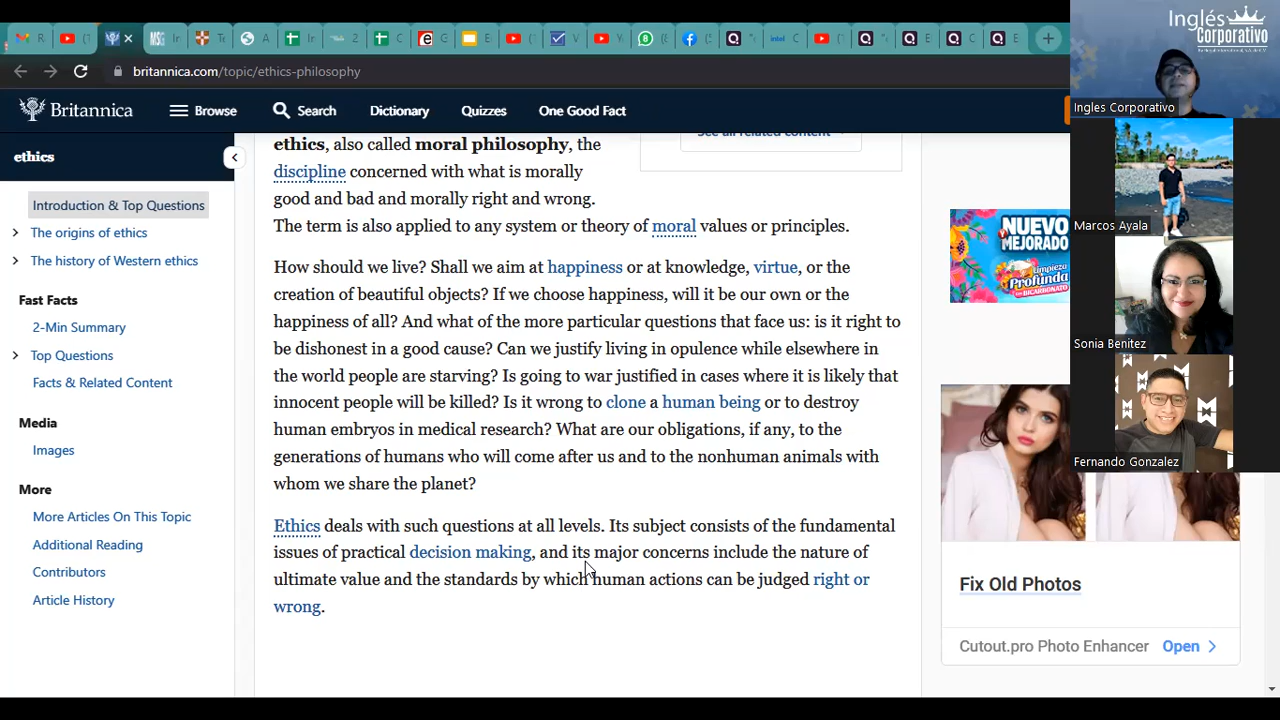 Inglés
Corporativo
britannica.com/topic/ethics-philosophy
Britannica
Browse
Search
Dictionary
Quizzes
One Good Fact
Ingles Corporativo
ethics
Introduction & Top Questions
The origins of ethics
The history of Western ethics
Fast Facts
2-Min Summary
Top Questions
Facts & Related Content
Media
Images
More
More Articles On This Topic
Additional Reading
Contributors
Article History
See all related content
ethics, also called moral philosophy, the
discipline concerned with what is morally
good and bad and morally right and wrong.
The term is also applied to any system or theory of moral values or principles.
How should we live? Shall we aim at happiness or at knowledge, virtue, or the
creation of beautiful objects? If we choose happiness, will it be our own or the
happiness of all? And what of the more particular questions that face us: is it right to
be dishonest in a good cause? Can we justify living in opulence while elsewhere in
the world people are starving? Is going to war justified in cases where it is likely that
innocent people will be killed? Is it wrong to clone a human being or to destroy
human embryos in medical research? What are our obligations, if any, to the
generations of humans who will come after us and to the nonhuman animals with
whom we share the planet?
Ethics deals with such questions at all levels. Its subject consists of the fundamental
issues of practical decision making, and its major concerns include the nature of
ultimate value and the standards by which human actions can be judged right or
wrong.
NUEVO
MEJORADO
Limpieza
Profunda
CON BICARBONATO
Marcos Ayala
Sonia Benitez
Fernando Gonzalez
Fix Old Photos
Cutout.pro Photo Enhancer
Open